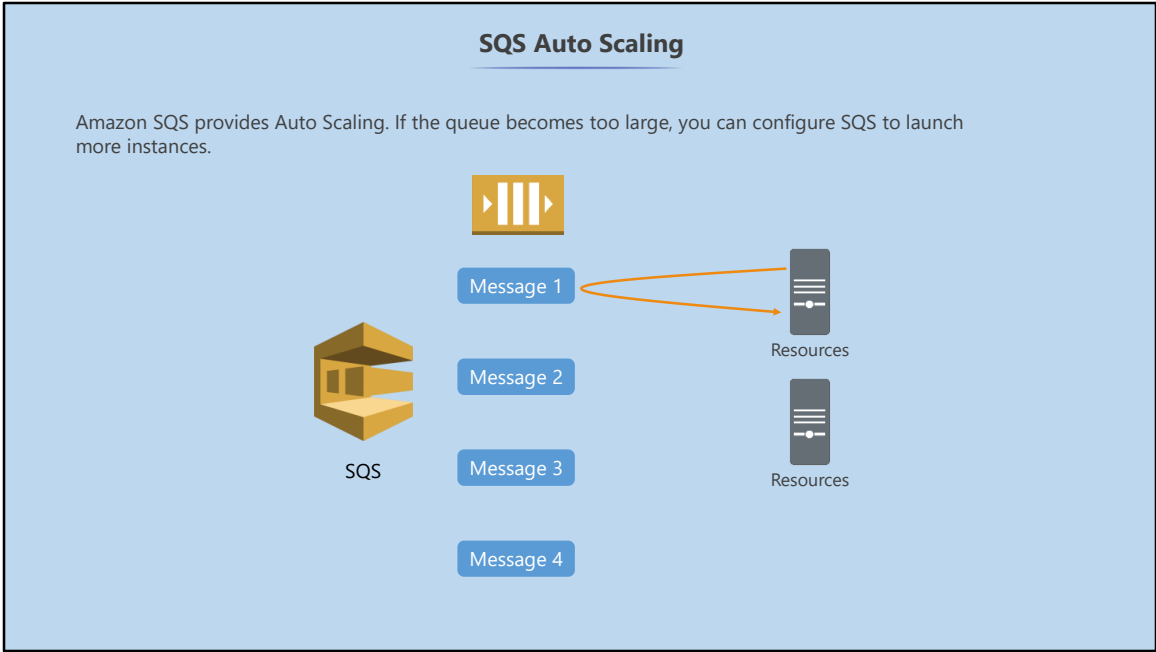 SQS Auto Scaling
Amazon SQS provides Auto Scaling. If the queue becomes too large, you can configure SQS to launch
more instances.
Message 1
Resources
Message 2
SQS
Message 3
Resources
Message 4